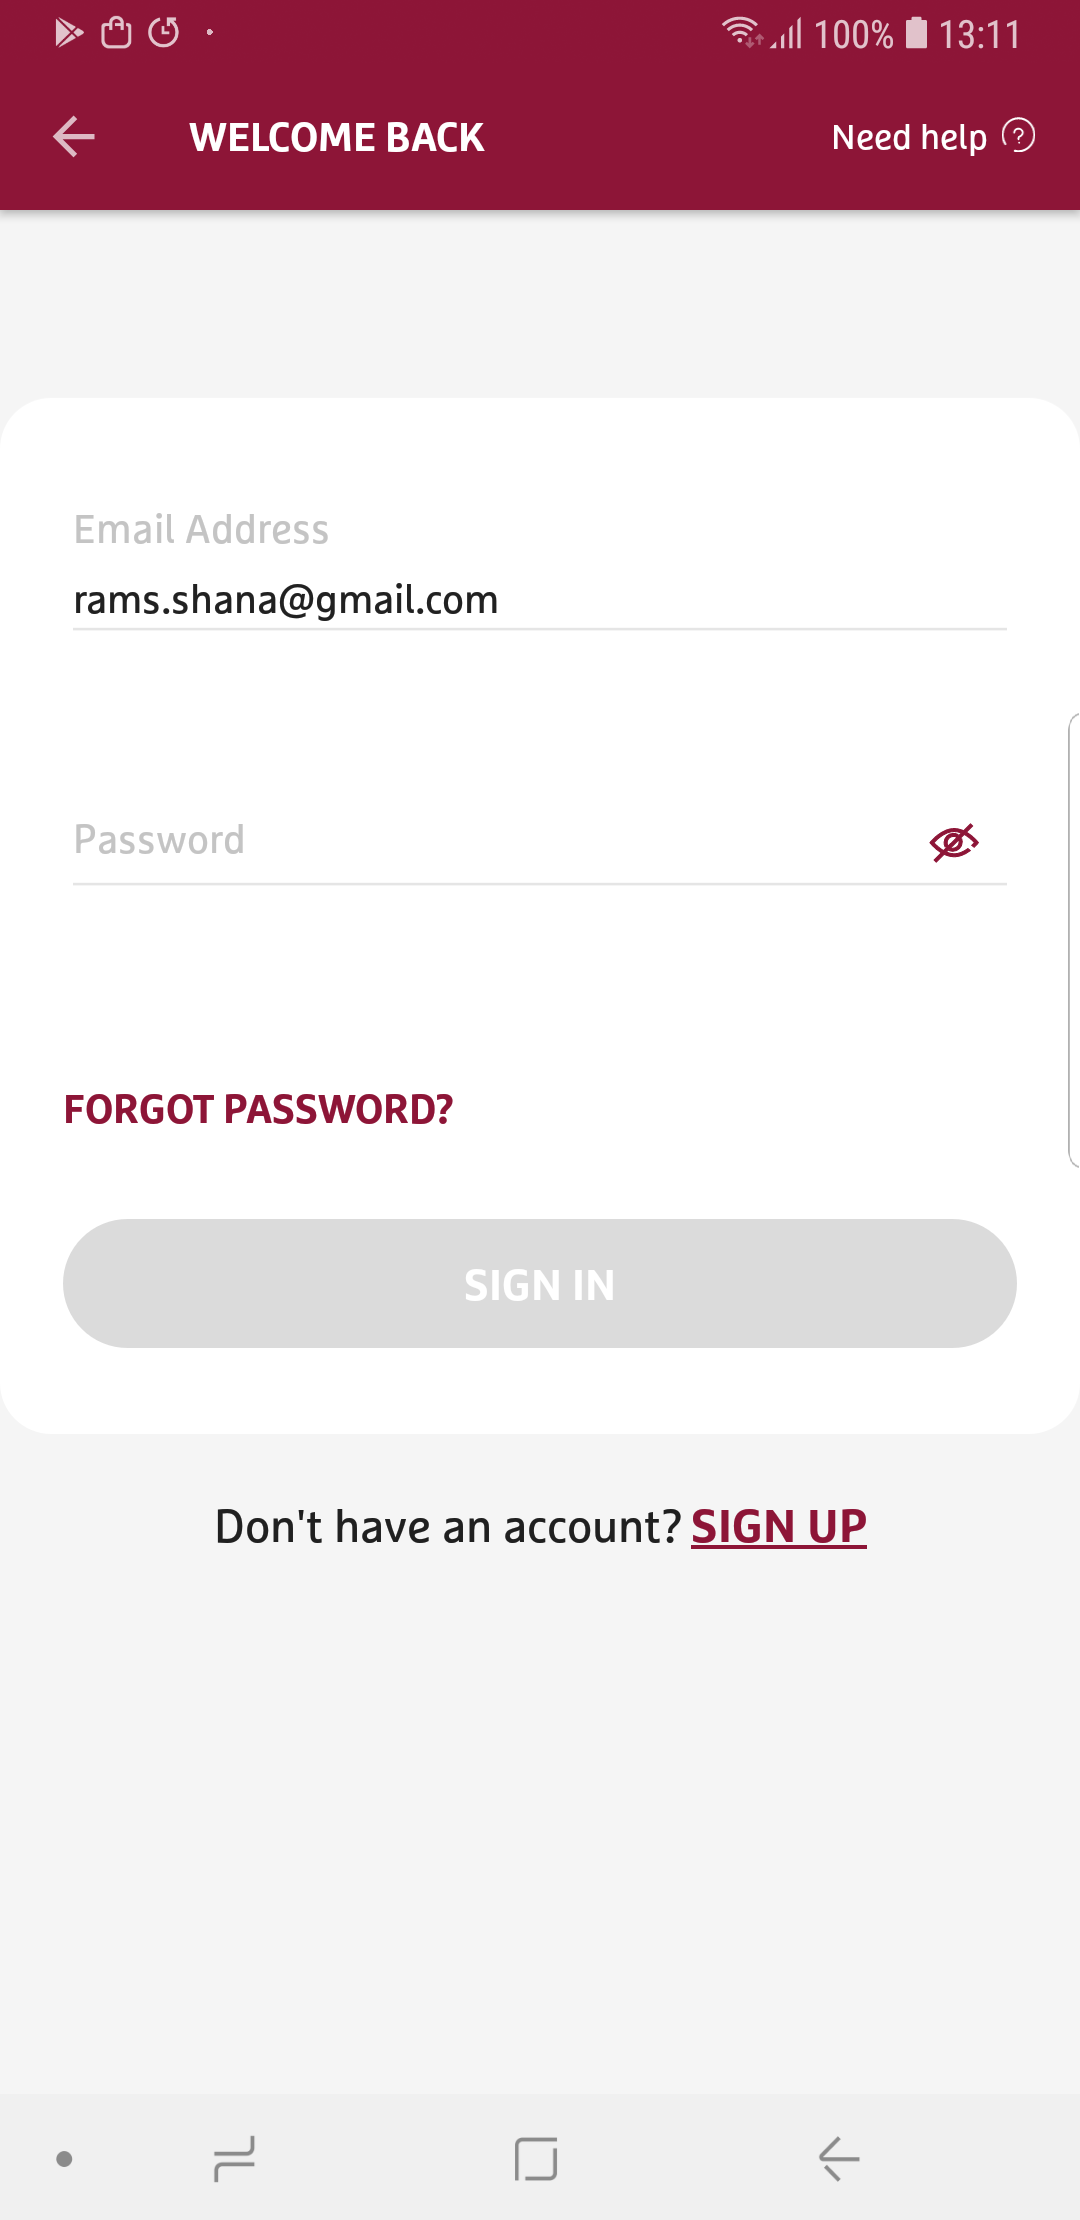 100% 13:11
WELCOME BACK Need help ?
Email Address
rams.shana@gmail.com
Password
FORGOT PASSWORD?
SIGN IN
Don't have an account? SIGN UP